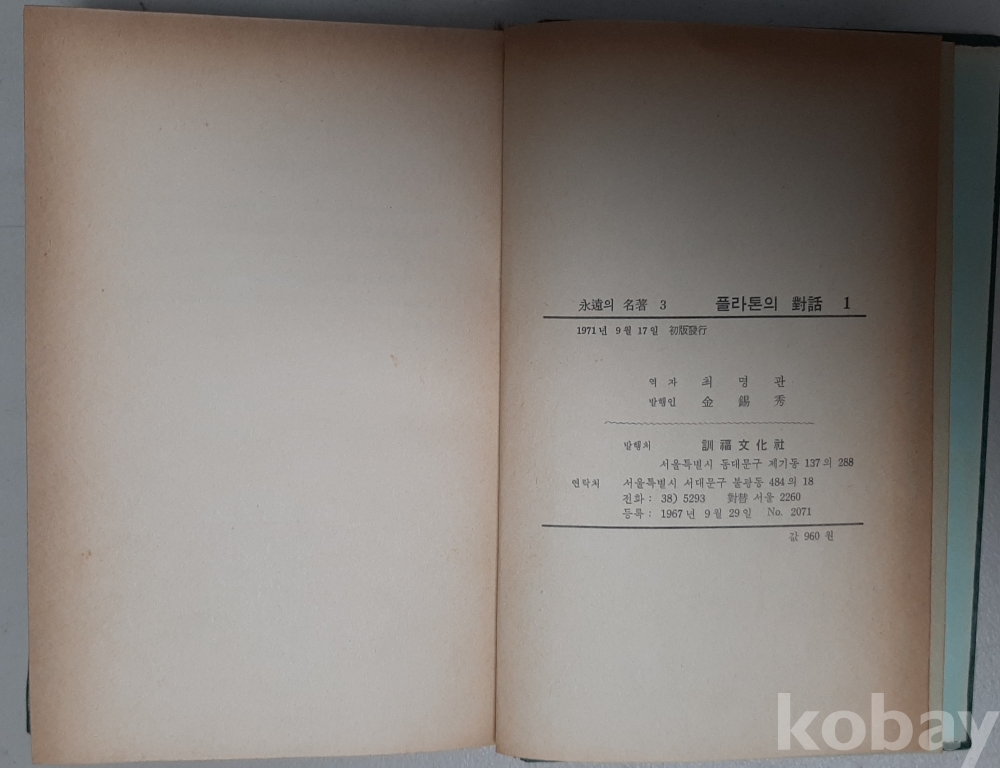 永遠의 名著 3 플라톤의 對話 1
1971년 9월 17일 初版發行
역 자 최 명 관
발행인 金 錫 秀
발행처 訓福文化社
서울특별시 동대문구 제기동 137의 288
연락처 서울특별시 서대문구 불광동 484의 18
전화 : 38) 5293 對替 서울 2260
등록 : 1967년 9월 29일 No. 2071
값 960 원
kobay